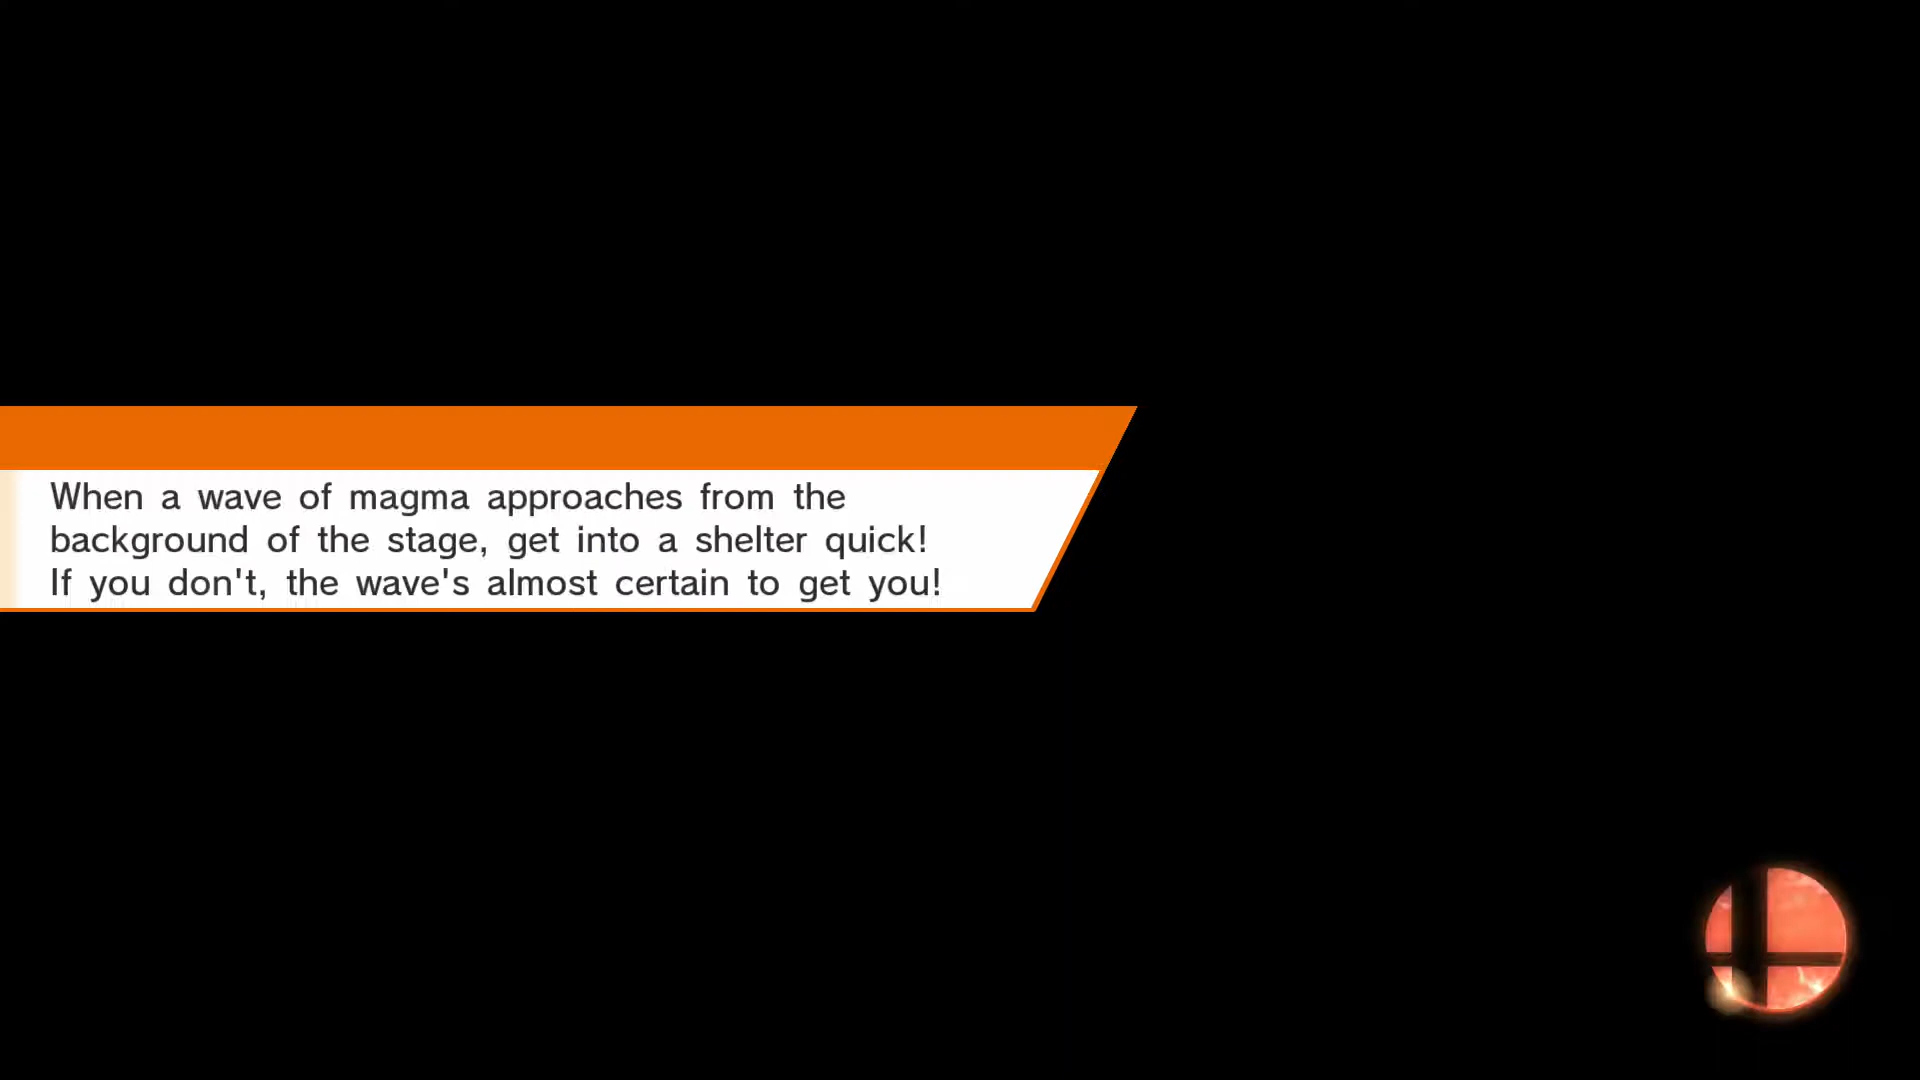 When a wave of magma approaches from the
background of the stage, get into a shelter quick!
If you don't, the wave's almost certain to get you!